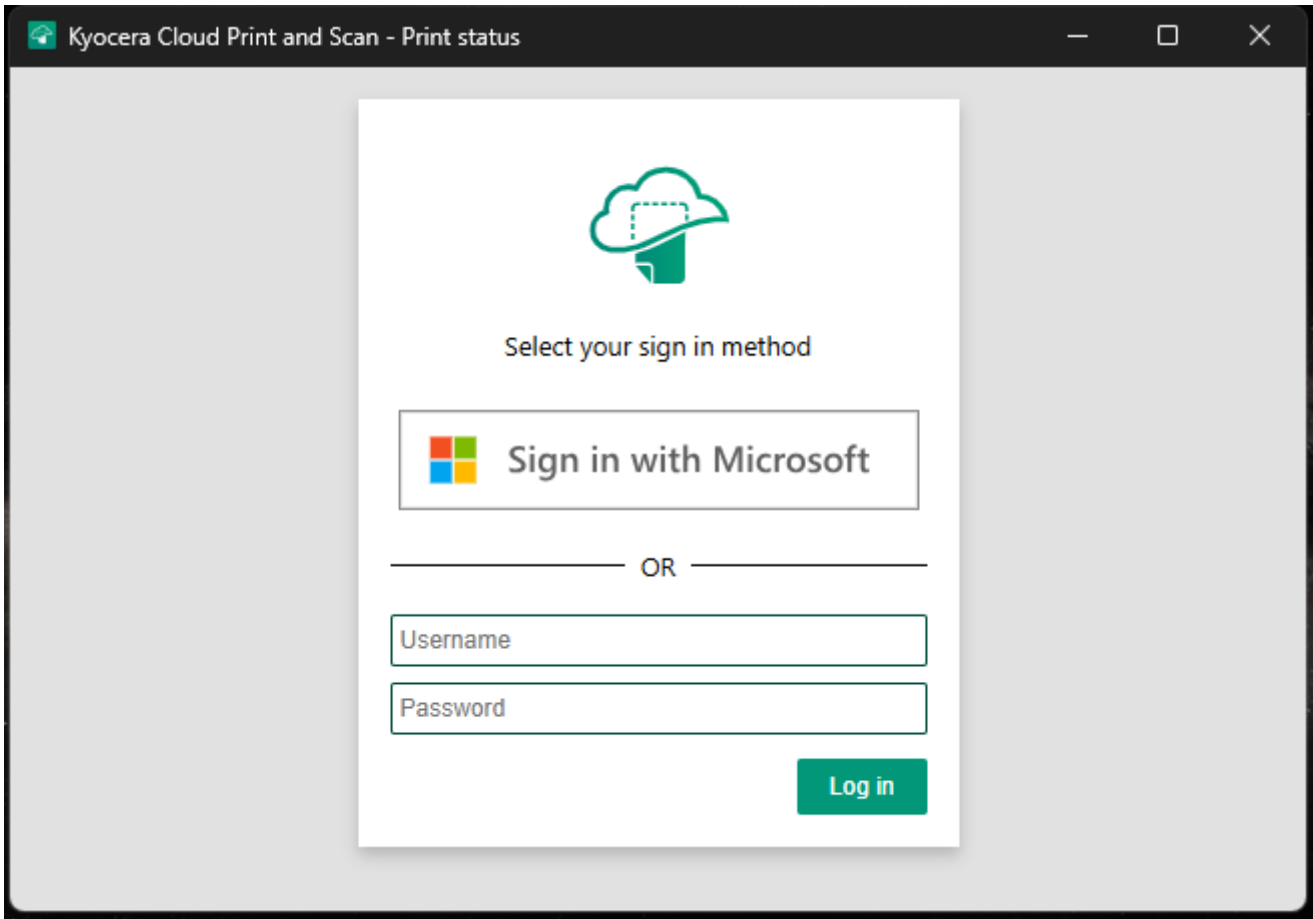 Kyocera Cloud Print and Scan - Print status
Select your sign in method
Sign in with Microsoft
OR
Username
Password
Log in